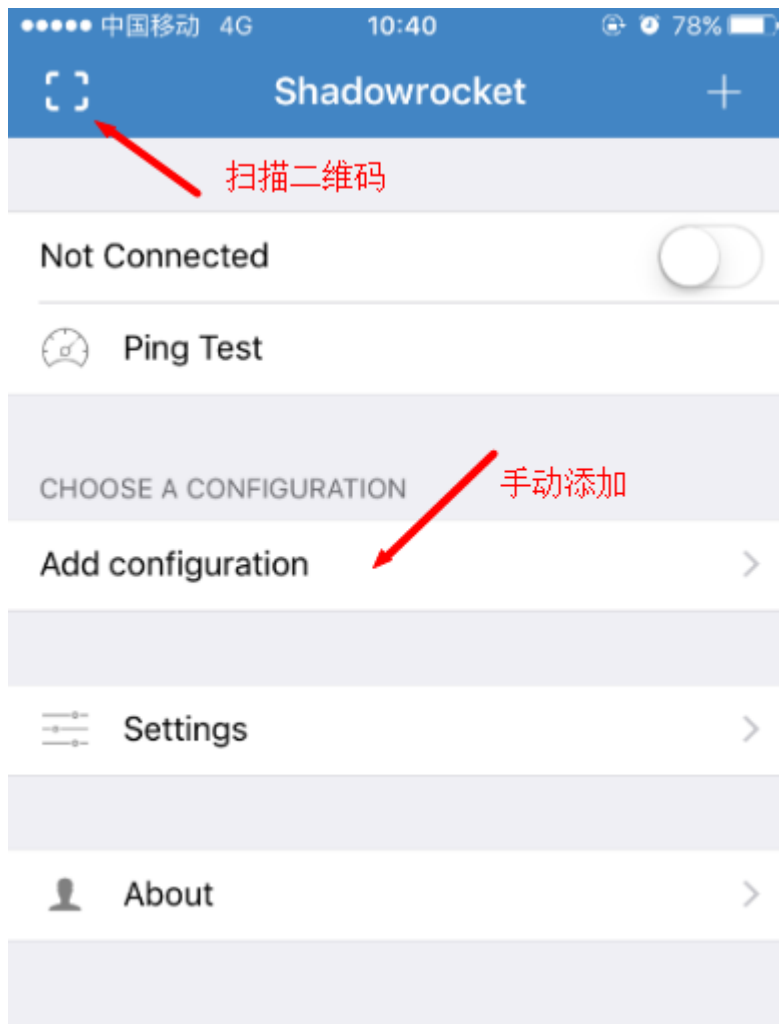 中国移动 4G 10:40 78%
Shadowrocket
扫描二维码
Not Connected
Ping Test
手动添加
CHOOSE A CONFIGURATION
Add configuration
Settings
About